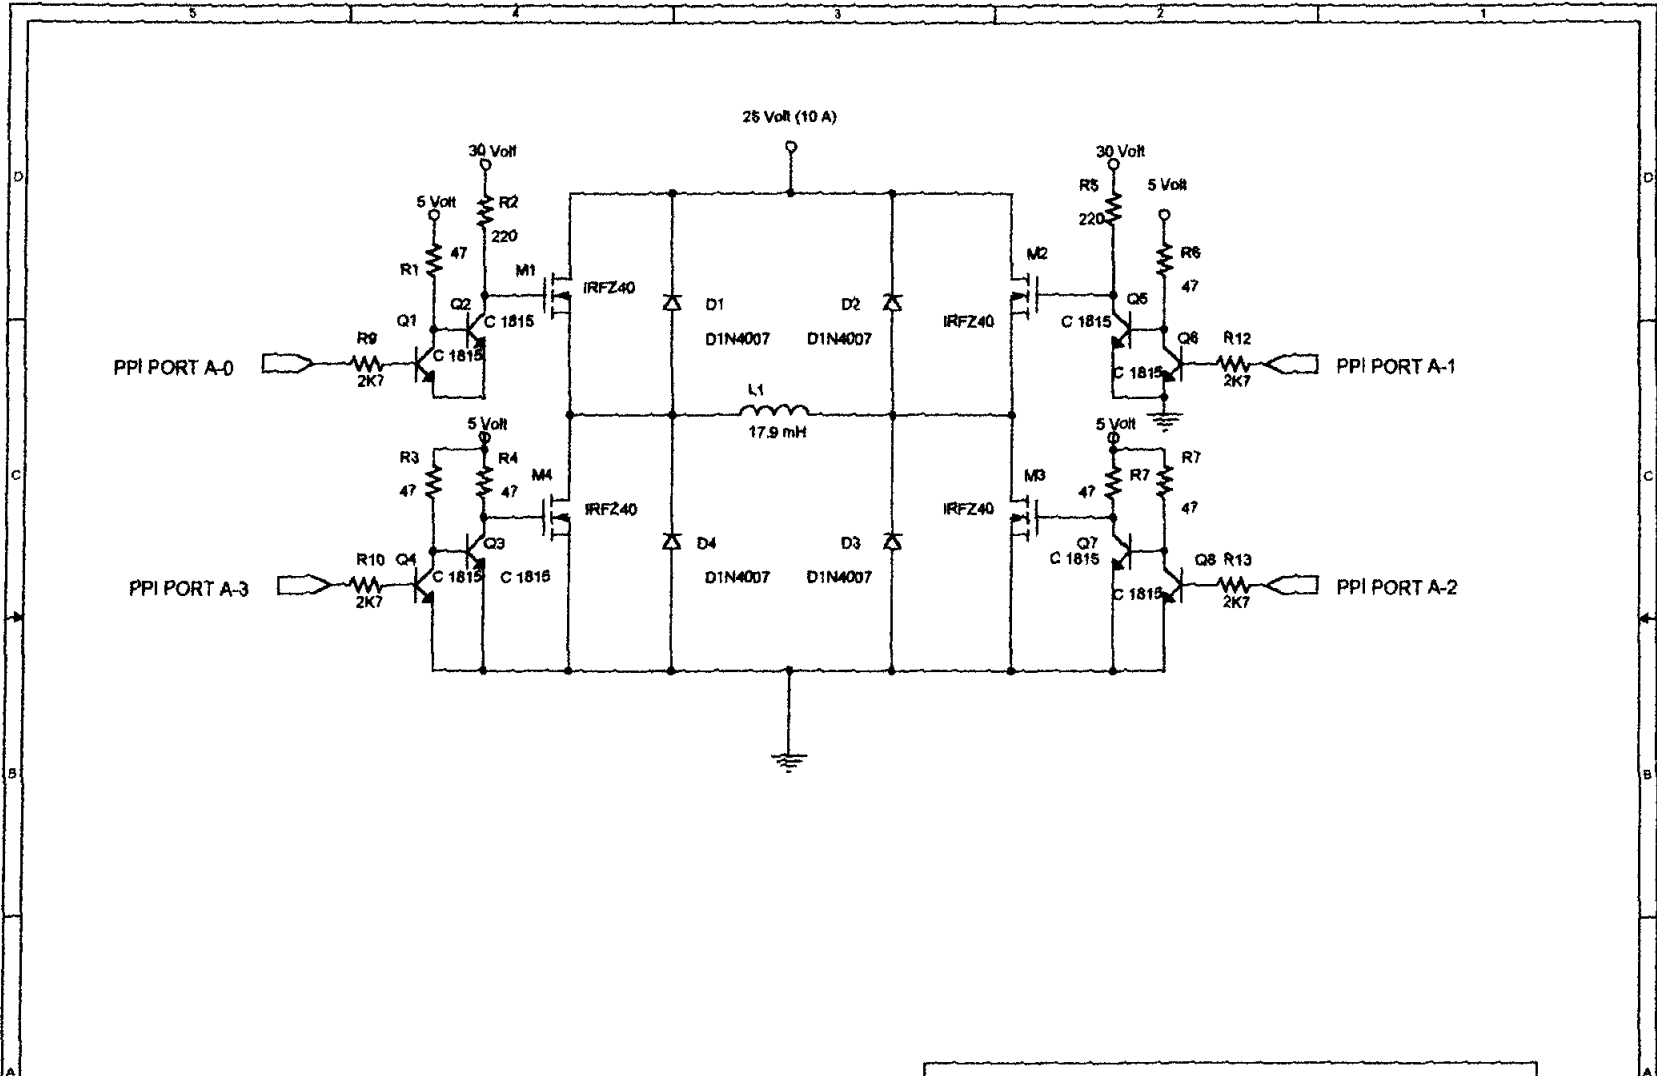 5 4 3 2 1
25 Volt (10 A)
30 Volt
30 Volt
D
D
R2
R5
5 Volt
5 Volt
220
220
47
R1
M1
M2
R6
IRFZ40
47
Q2
D1
D2
Q5
Q1
C 1815
IRFZ40
C 1815
R9
C 1815
D1N4007
D1N4007
Q6
R12
PPI PORT A-0
2K7
C 1815
2K7
PPI PORT A-1
L1
5 Volt
17.9 mH
5 Volt
R3
R4
R7
C
M4
M3
R7
C
47
47
IRFZ40
IRFZ40
47
47
Q3
D4
D3
Q7
R10
Q4
C 1815
C 1815
D1N4007
D1N4007
C 1815
Q8
R13
PPI PORT A-3
2K7
C 1815
2K7
PPI PORT A-2
B
B
A
A